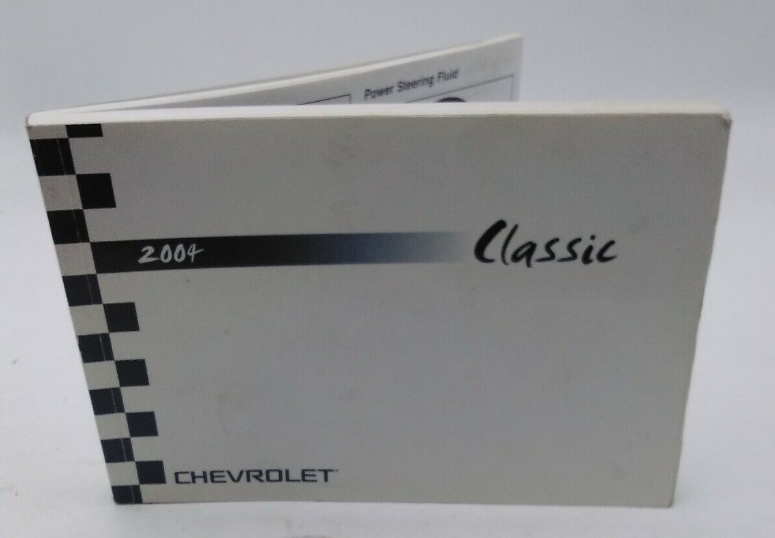 Power Steering Fluid
2004
Classic
CHEVROLET